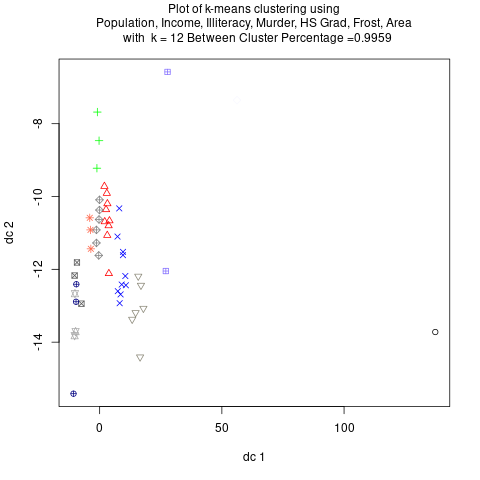 Plot of k-means clustering using
Population, Income, Illiteracy, Murder, HS Grad, Frost, Area
with k = 12 Between Cluster Percentage =0.9959
-8
-10
-12
-14
dc 2
0 50 100
dc 1